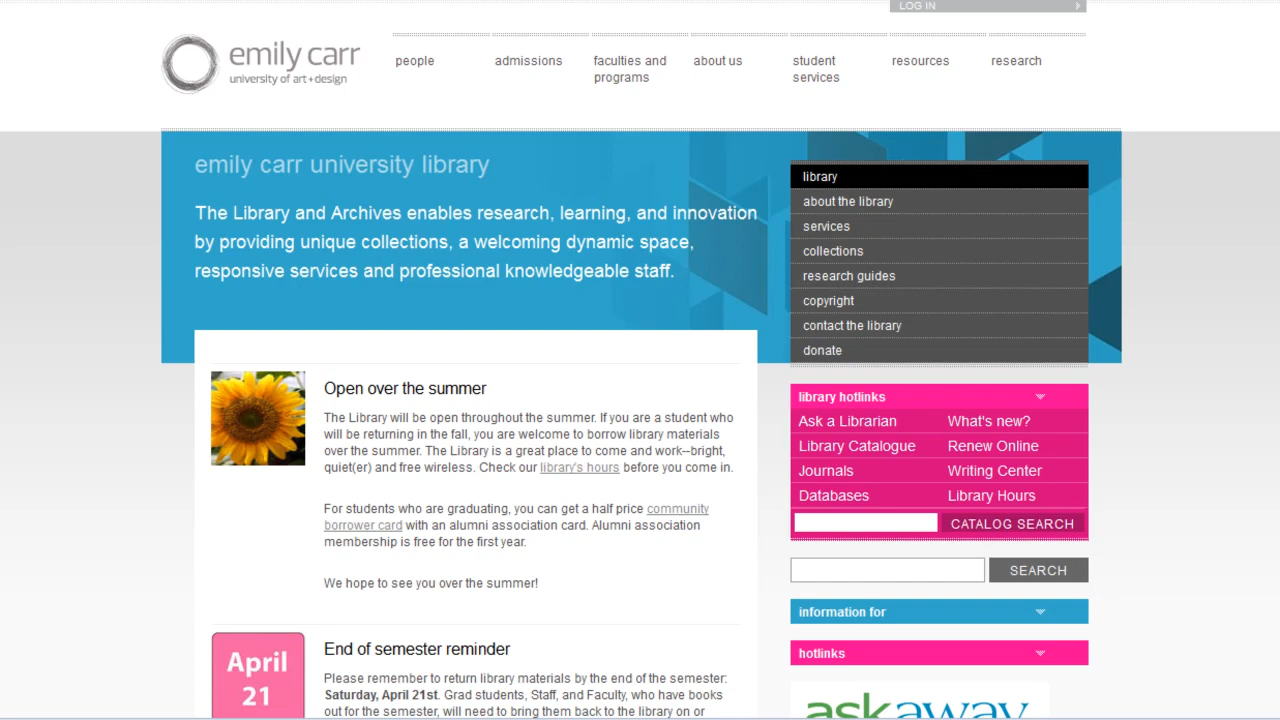 LOG IN
emily carr
university of art+design
people
admissions
faculties and
programs
about us
student
services
resources
research
emily carr university library
The Library and Archives enables research, learning, and innovation
by providing unique collections, a welcoming dynamic space,
responsive services and professional knowledgeable staff.
library
about the library
services
collections
research guides
copyright
contact the library
donate
Open over the summer
The Library will be open throughout the summer. If you are a student who
will be returning in the fall, you are welcome to borrow library materials
over the summer. The Library is a great place to come and work--bright,
quiet(er) and free wireless. Check our library's hours before you come in.
For students who are graduating, you can get a half price community
borrower card with an alumni association card. Alumni association
membership is free for the first year.
We hope to see you over the summer!
library hotlinks
Ask a Librarian
What's new?
Library Catalogue
Renew Online
Journals
Writing Center
Databases
Library Hours
CATALOG SEARCH
SEARCH
information for
hotlinks
askaway
April
21
End of semester reminder
Please remember to return library materials by the end of the semester:
Saturday, April 21st. Grad students, Staff, and Faculty, who have books
out for the semester, will need to bring them back to the library on or